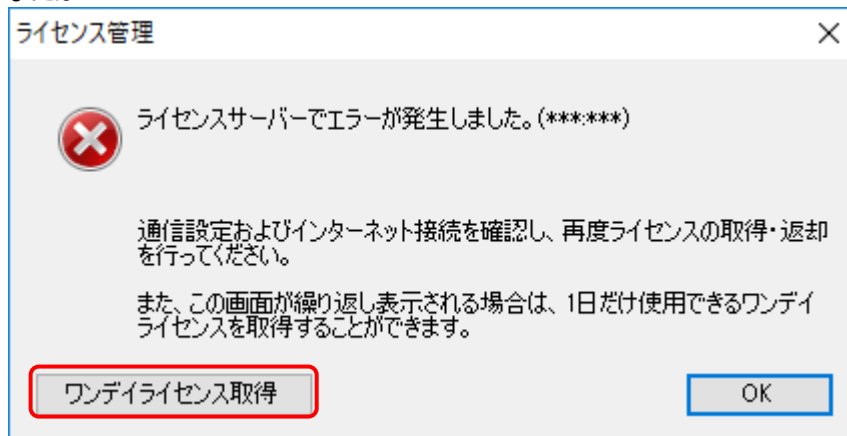 ライセンス管理
ライセンスサーバーでエラーが発生しました。(***:***)
通信設定およびインターネット接続を確認し、再度ライセンスの取得・返却
を行ってください。
また、この画面が繰り返し表示される場合は、1日だけ使用できるワンデイ
ライセンスを取得することができます。
ワンデイライセンス取得
OK